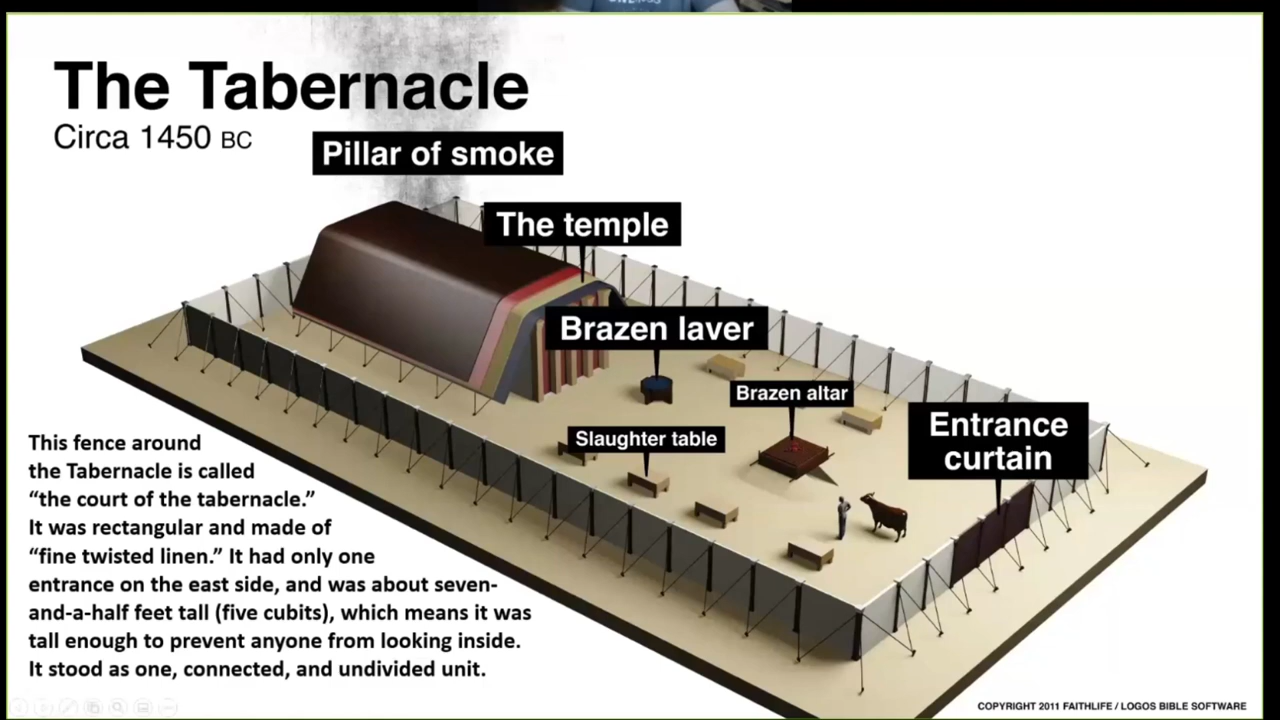 The Tabernacle
Circa 1450 BC
Pillar of smoke
The temple
Brazen laver
Brazen altar
Slaughter table
Entrance
curtain
This fence around
the Tabernacle is called
“the court of the tabernacle.”
It was rectangular and made of
“fine twisted linen.” It had only one
entrance on the east side, and was about seven-
and-a-half feet tall (five cubits), which means it was
tall enough to prevent anyone from looking inside.
It stood as one, connected, and undivided unit.
COPYRIGHT 2011 FAITHLIFE / LOGOS BIBLE SOFTWARE